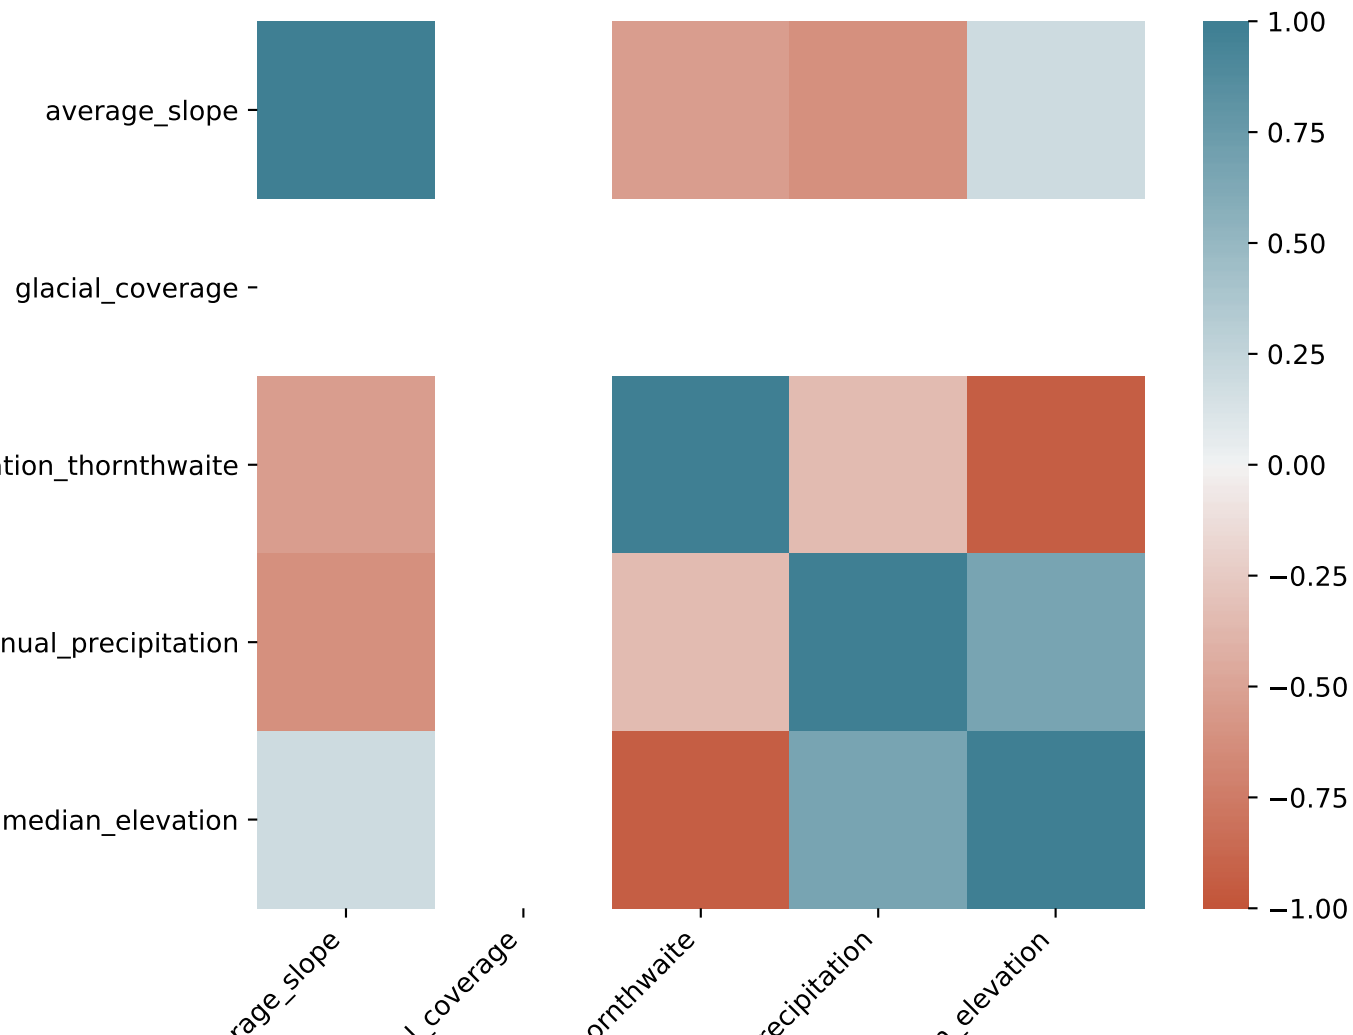 average_slope
glacial_coverage
tion_thornthwaite
nual_precipitation
median_elevation
rage_slope
l_coverage
ornthwaite
recipitation
_elevation
1.00
0.75
0.50
0.25
0.00
−0.25
−0.50
−0.75
−1.00